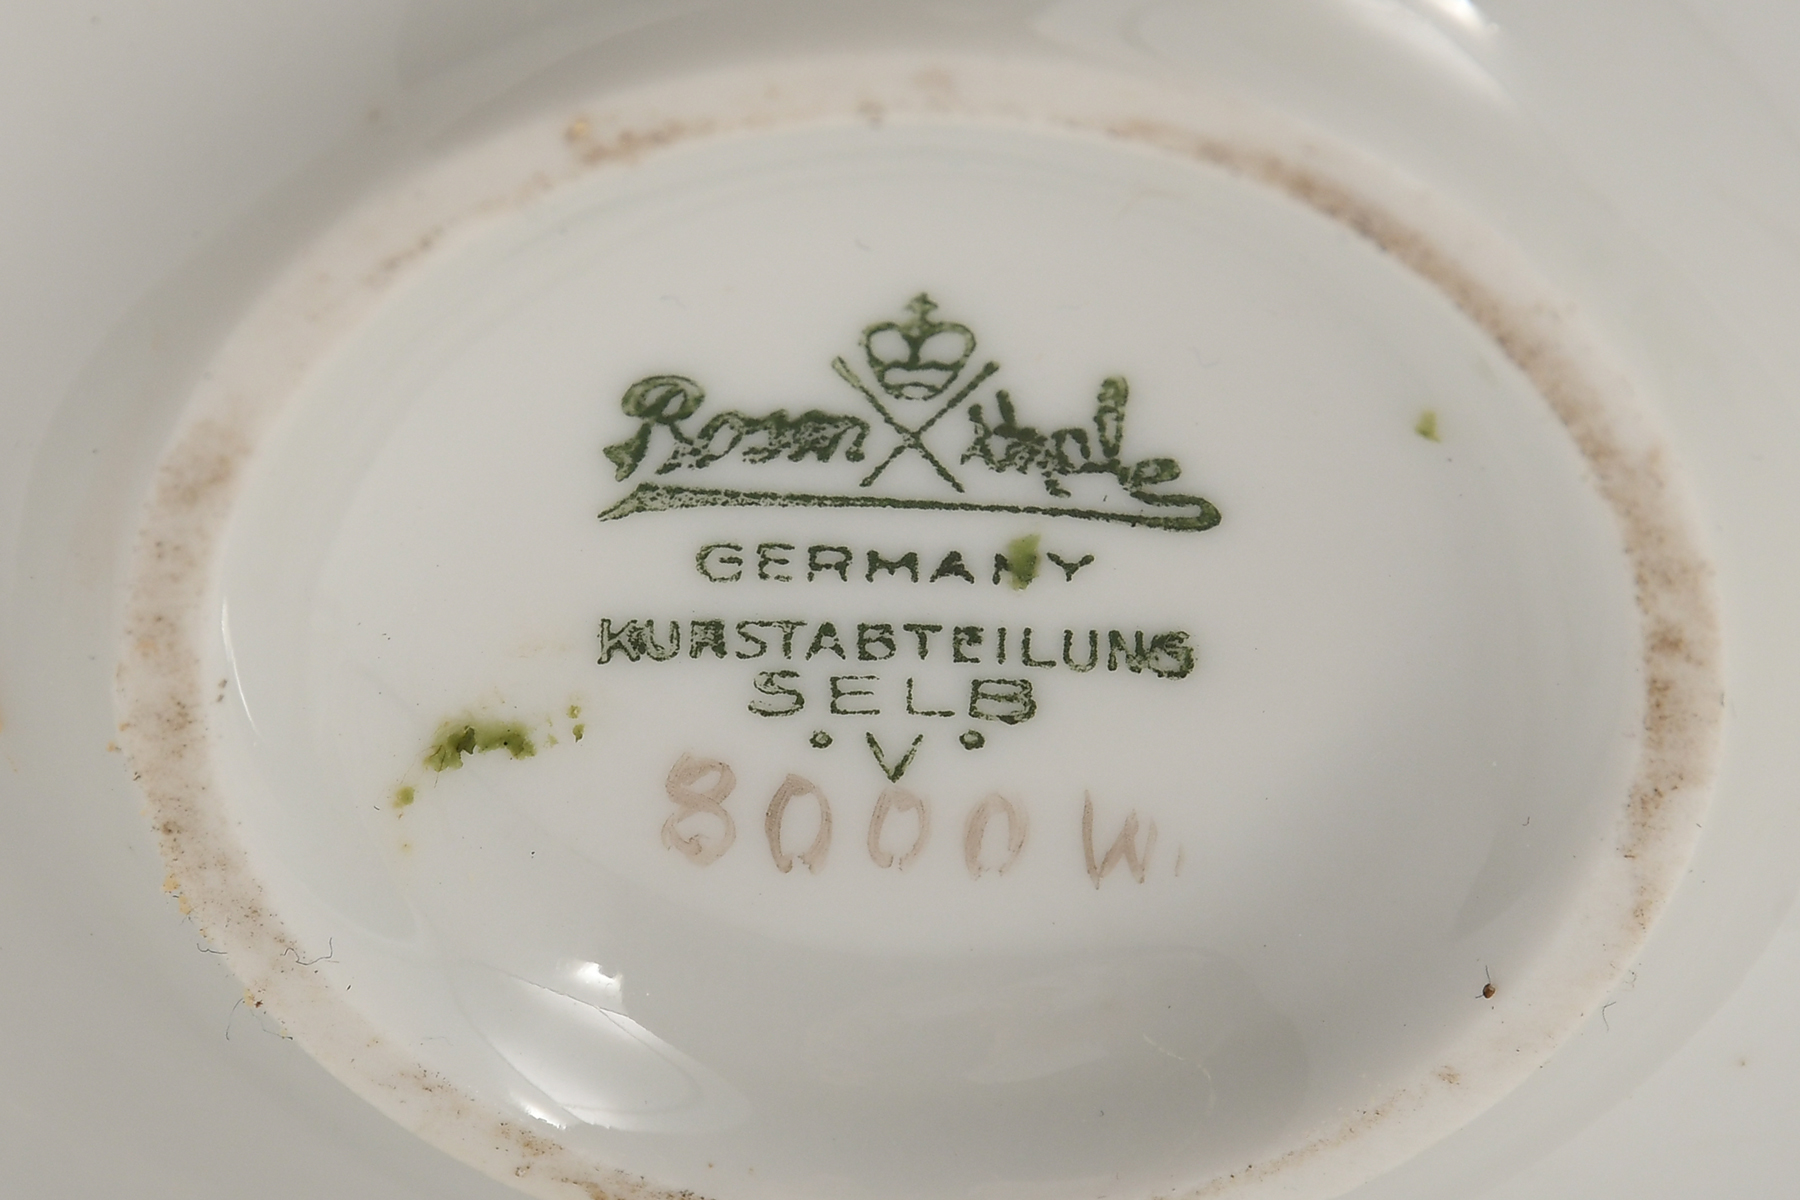 Rosenthal
GERMANY
KUNSTABTEILUNG
SELB
• V •
8000 W